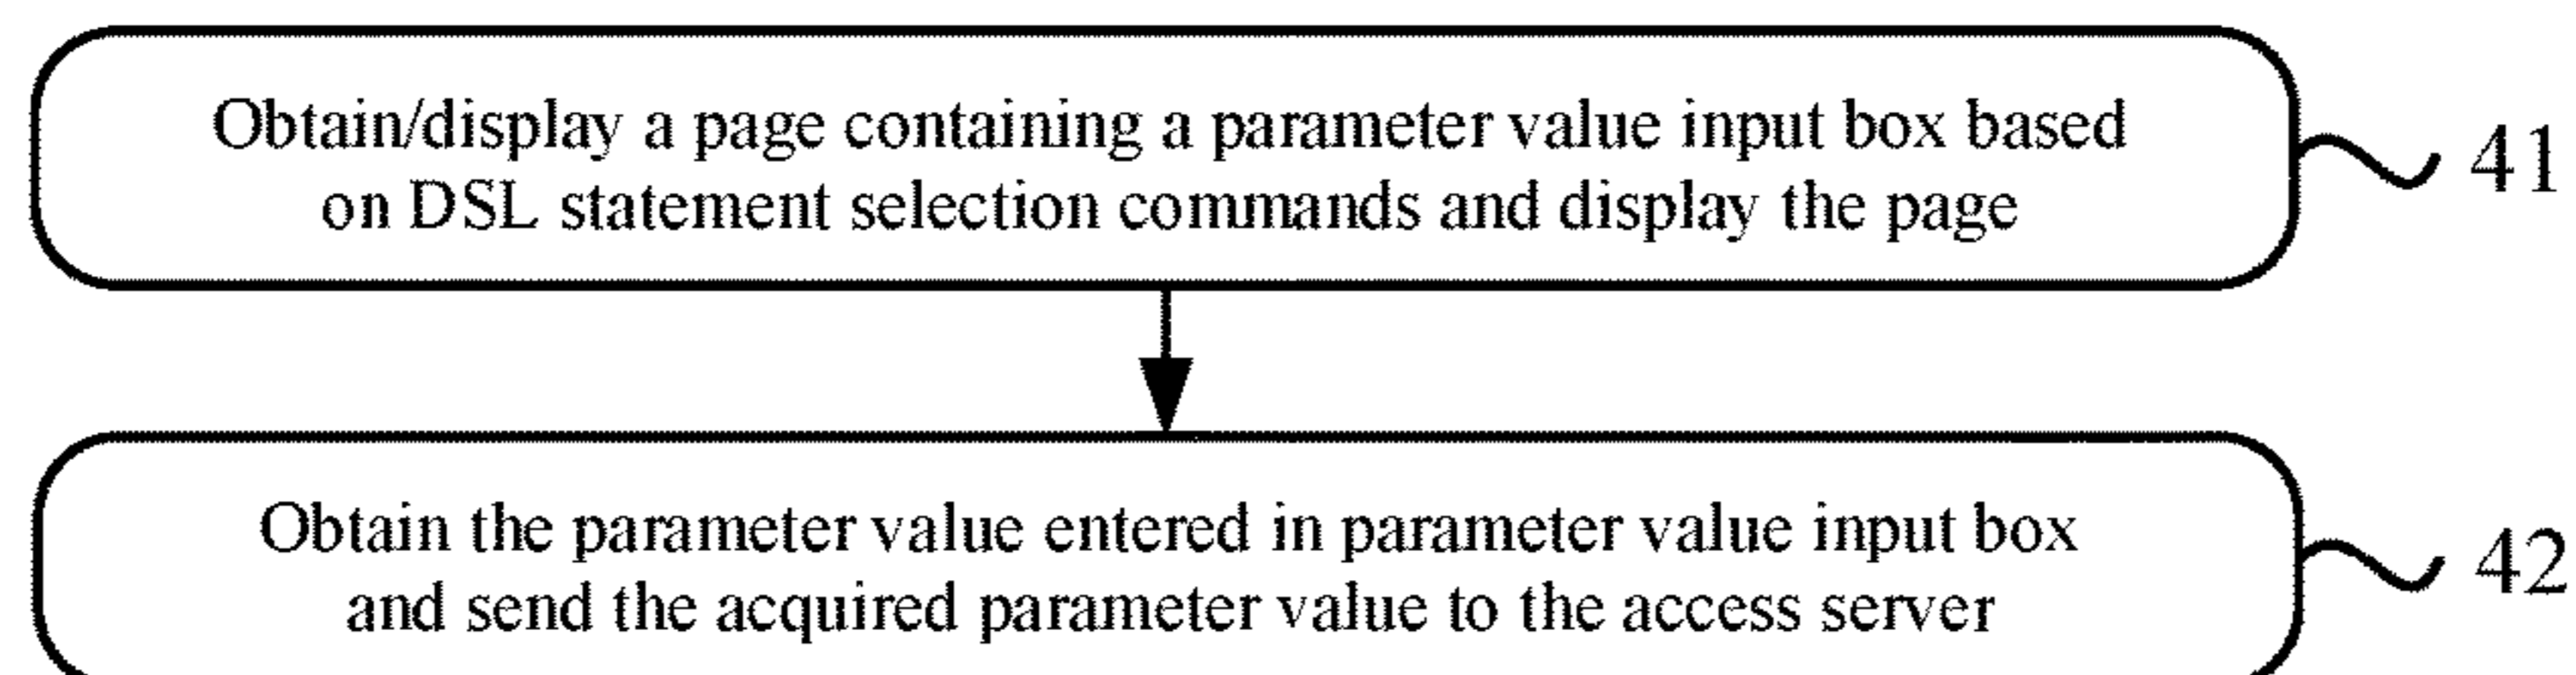 Obtain/display a page containing a parameter value input box based
on DSL statement selection commands and display the page
41
Obtain the parameter value entered in parameter value input box
and send the acquired parameter value to the access server
42